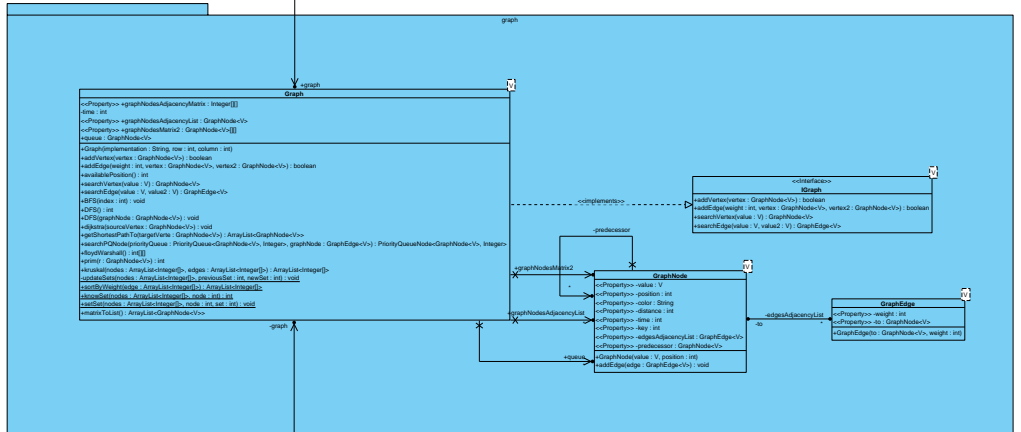 graph
+graph
V
Graph
<<Property>> +graphNodesAdjacencyMatrix : Integer[][]
-time : int
<<Property>> +graphNodesAdjacencyList : GraphNode<V>
<<Property>> +graphNodesMatrix2 : GraphNode<V>[][]
+queue : GraphNode<V>
+Graph(implementation : String, row : int, column : int)
+addVertex(vertex : GraphNode<V>) : boolean
+addEdge(weight : int, vertex : GraphNode<V>, vertex2 : GraphNode<V>) : boolean
+availablePosition() : int
+searchVertex(value : V) : GraphNode<V>
+searchEdge(value : V, value2 : V) : GraphEdge<V>
+BFS(index : int) : void
+DFS() : int
+DFS(graphNode : GraphNode<V>) : void
+dijkstra(sourceVertex : GraphNode<V>) : void
+getShortestPathTo(targetVerte : GraphNode<V>) : ArrayList<GraphNode<V>>
+searchPQNode(priorityQueue : PriorityQueue<GraphNode<V>, Integer>, graphNode : GraphEdge<V>) : PriorityQueueNode<GraphNode<V>, Integer>
+floydWarshall() : int[][]
+prim(r : GraphNode<V>) : int
+kruskal(nodes : ArrayList<Integer[]>, edges : ArrayList<Integer[]>) : ArrayList<Integer[]>
-updateSets(nodes : ArrayList<Integer[]>, previousSet : int, newSet : int) : void
+sortByWeight(edge : ArrayList<Integer[]>) : ArrayList<Integer[]>
+knowSet(nodes : ArrayList<Integer[]>, node : int) : int
+setSet(nodes : ArrayList<Integer[]>, node : int, set : int) : void
+matrixToList() : ArrayList<GraphNode<V>>
-graph
<<implements>>
V
<<Interface>>
IGraph
+addVertex(vertex : GraphNode<V>) : boolean
+addEdge(weight : int, vertex : GraphNode<V>, vertex2 : GraphNode<V>) : boolean
+searchVertex(value : V) : GraphNode<V>
+searchEdge(value : V, value2 : V) : GraphEdge<V>
-predecessor
*
+graphNodesMatrix2
+graphNodesAdjacencyList
+queue
V
GraphNode
<<Property>> -value : V
<<Property>> -position : int
<<Property>> -color : String
<<Property>> -distance : int
<<Property>> -time : int
<<Property>> -key : int
<<Property>> -edgesAdjacencyList : GraphEdge<V>
<<Property>> -predecessor : GraphNode<V>
+GraphNode(value : V, position : int)
+addEdge(edge : GraphEdge<V>) : void
-edgesAdjacencyList
-to
*
V
GraphEdge
<<Property>> -weight : int
<<Property>> -to : GraphNode<V>
+GraphEdge(to : GraphNode<V>, weight : int)